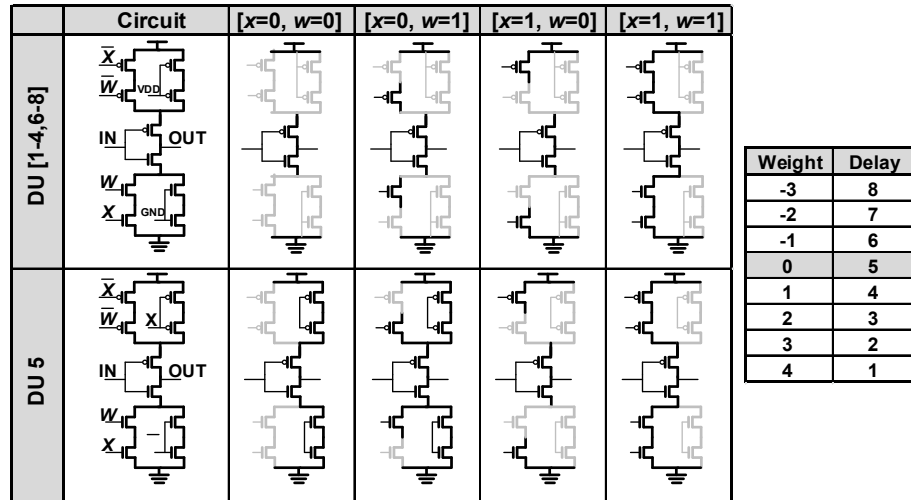 Circuit [x=0, w=0] [x=0, w=1] [x=1, w=0] [x=1, w=1]
DU [1-4,6-8]
X̅
W̅
VDD
IN OUT
W
X
GND
DU 5
X̅
W̅ X
IN OUT
W
X
Weight Delay
-3 8
-2 7
-1 6
0 5
1 4
2 3
3 2
4 1